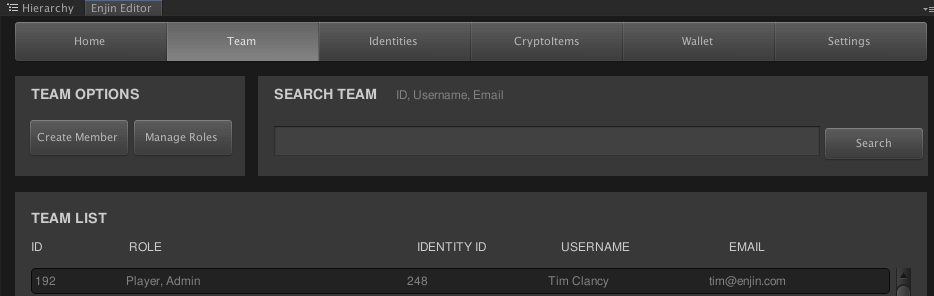 Hierarchy Enjin Editor
Home Team Identities CryptoItems Wallet Settings
TEAM OPTIONS
Create Member Manage Roles
SEARCH TEAM ID, Username, Email
Search
TEAM LIST
ID ROLE IDENTITY ID USERNAME EMAIL
192 Player, Admin 248 Tim Clancy tim@enjin.com